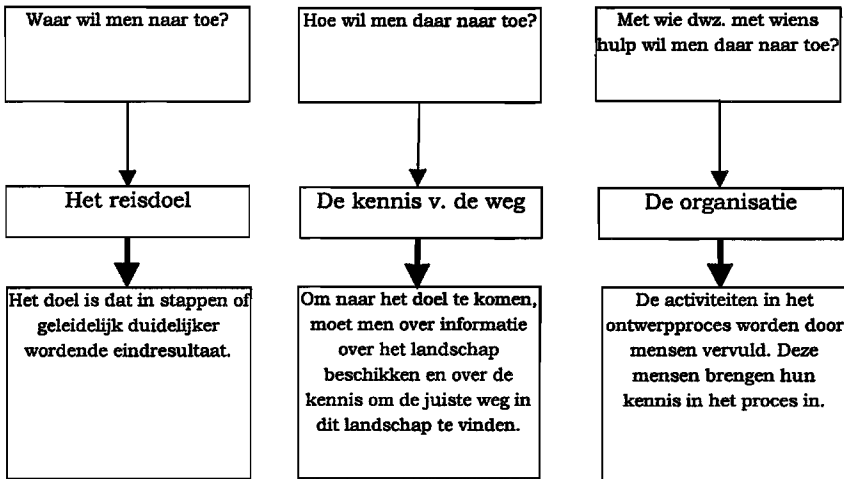 Waar wil men naar toe?
Hoe wil men daar naar toe?
Met wie dwz. met wiens
hulp wil men daar naar toe?
Het reisdoel
De kennis v. de weg
De organisatie
Het doel is dat in stappen of
geleidelijk duidelijker
wordende eindresultaat.
Om naar het doel te komen,
moet men over informatie
over het landschap
beschikken en over de
kennis om de juiste weg in
dit landschap te vinden.
De activiteiten in het
ontwerpproces worden door
mensen vervuld. Deze
mensen brengen hun
kennis in het proces in.